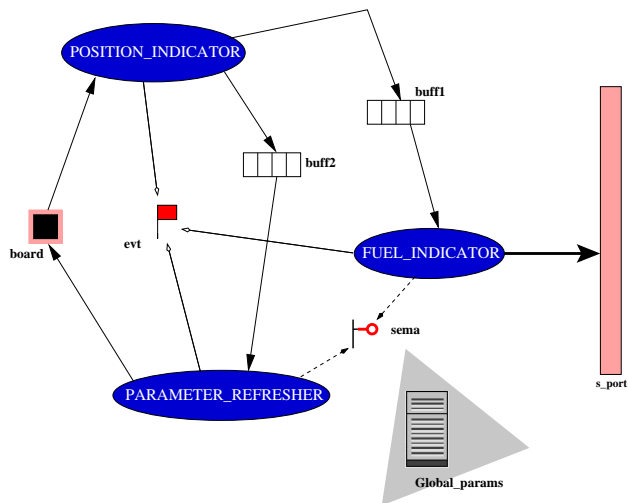 POSITION_INDICATOR
buff1
buff2
board
evt
FUEL_INDICATOR
sema
s_port
PARAMETER_REFRESHER
Global_params